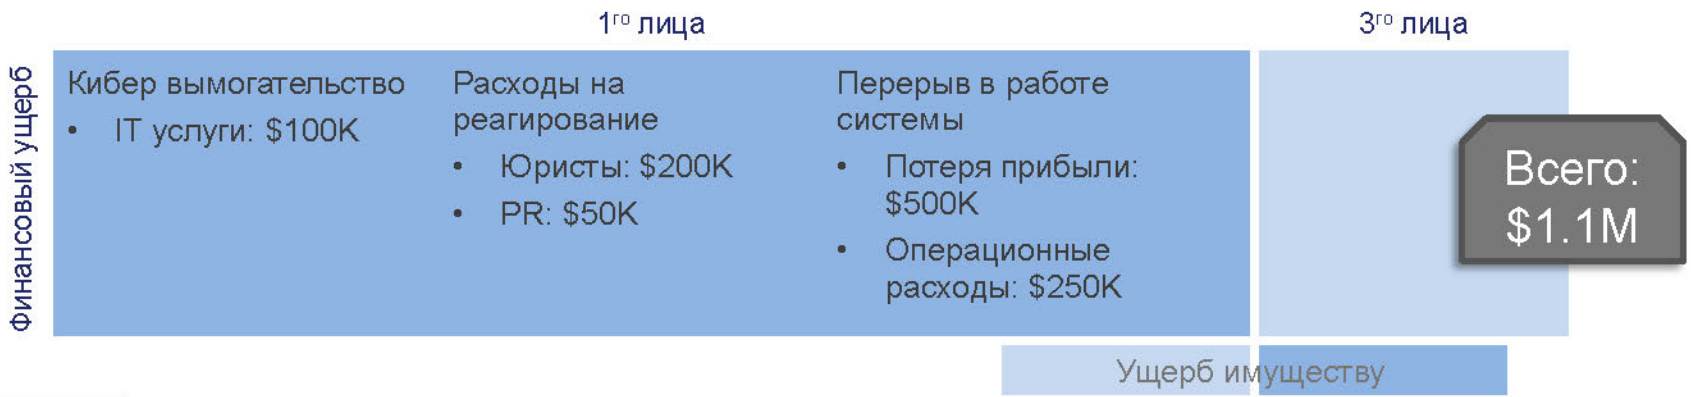 1го лица
3го лица
Финансовый ущерб
Кибер вымогательство
• IT услуги: $100K
Расходы на
реагирование
• Юристы: $200K
• PR: $50K
Перерыв в работе
системы
• Потеря прибыли:
$500K
• Операционные
расходы: $250K
Всего:
$1.1M
Ущерб имуществу